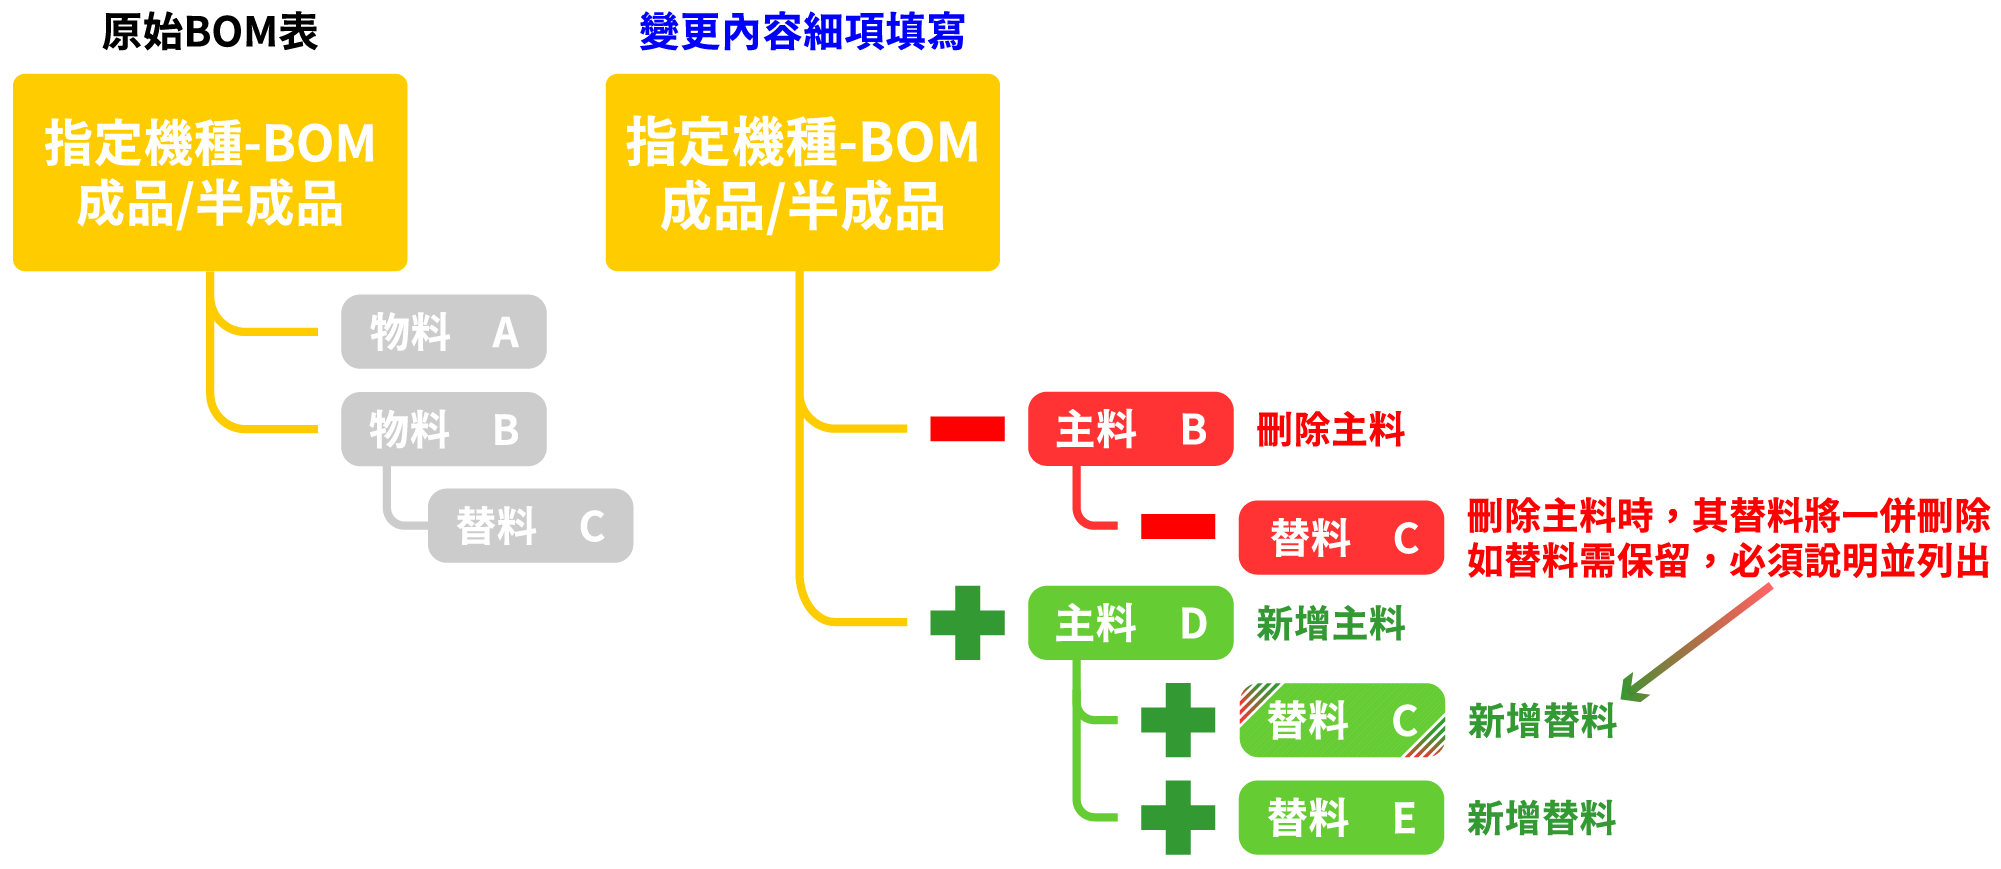 原始BOM表
指定機種-BOM
成品/半成品
物料 A
物料 B
替料 C
變更內容細項填寫
指定機種-BOM
成品/半成品
主料 B
刪除主料
替料 C
刪除主料時，其替料將一併刪除
如替料需保留，必須說明並列出
主料 D
新增主料
替料 C
新增替料
替料 E
新增替料